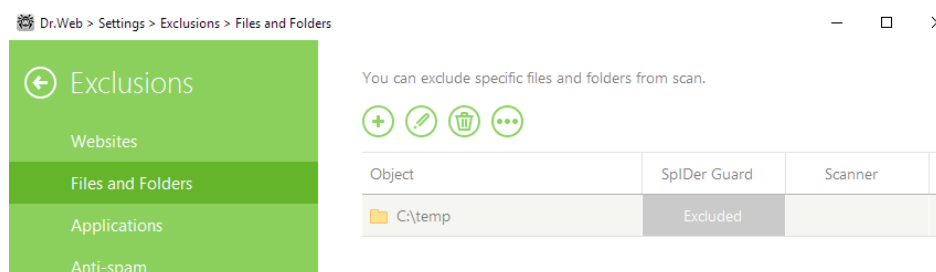 Dr.Web > Settings > Exclusions > Files and Folders
Exclusions
Websites
Files and Folders
Applications
Anti-spam
You can exclude specific files and folders from scan.
Object SpIDer Guard Scanner
C:\temp Excluded